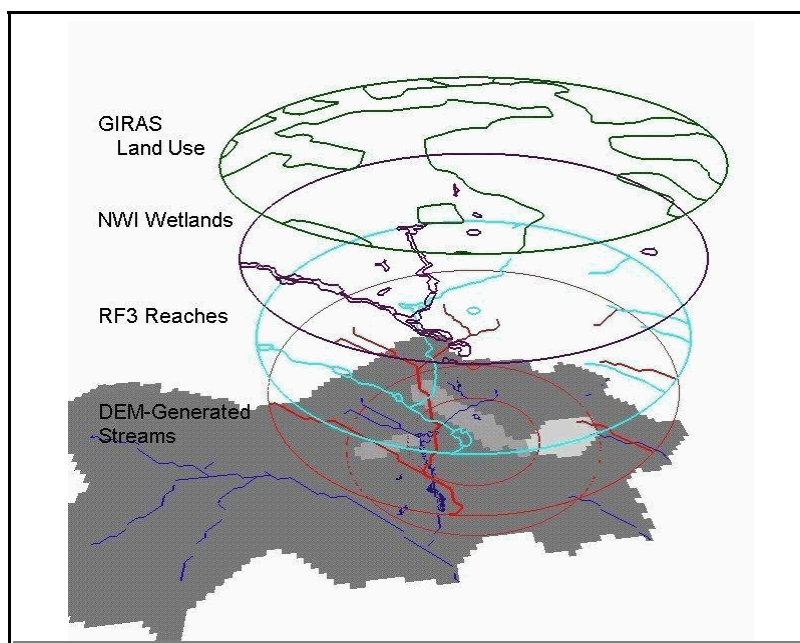 GIRAS
Land Use
NWI Wetlands
RF3 Reaches
DEM-Generated
Streams